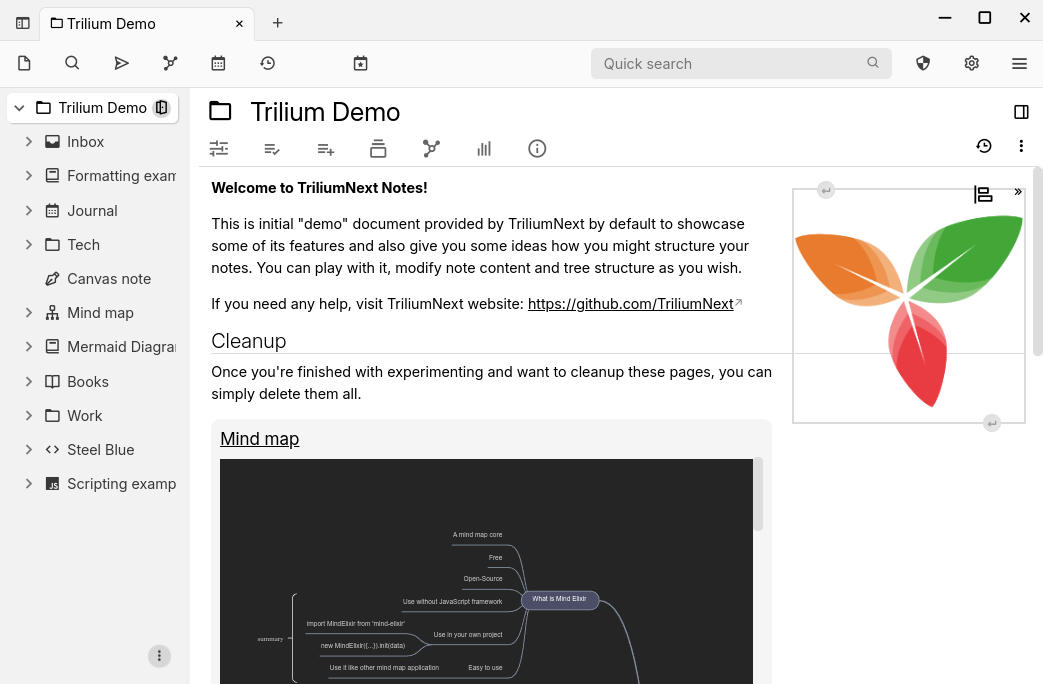 Trilium Demo
Quick search
Trilium Demo
Inbox
Formatting exam
Journal
Tech
Canvas note
Mind map
Mermaid Diagra
Books
Work
Steel Blue
Scripting examp
JS
Trilium Demo
Welcome to TriliumNext Notes!
This is initial "demo" document provided by TriliumNext by default to showcase
some of its features and also give you some ideas how you might structure your
notes. You can play with it, modify note content and tree structure as you wish.
If you need any help, visit TriliumNext website: https://github.com/TriliumNext
Cleanup
Once you're finished with experimenting and want to cleanup these pages, you can
simply delete them all.
Mind map
A mind map core
Free
Open-Source
What is Mind Elixir
Use without JavaScript framework
import MindElixir from 'mind-elixir'
Use in your own project
summary
new MindElixir({...}).init(data)
Use it like other mind map application
Easy to use